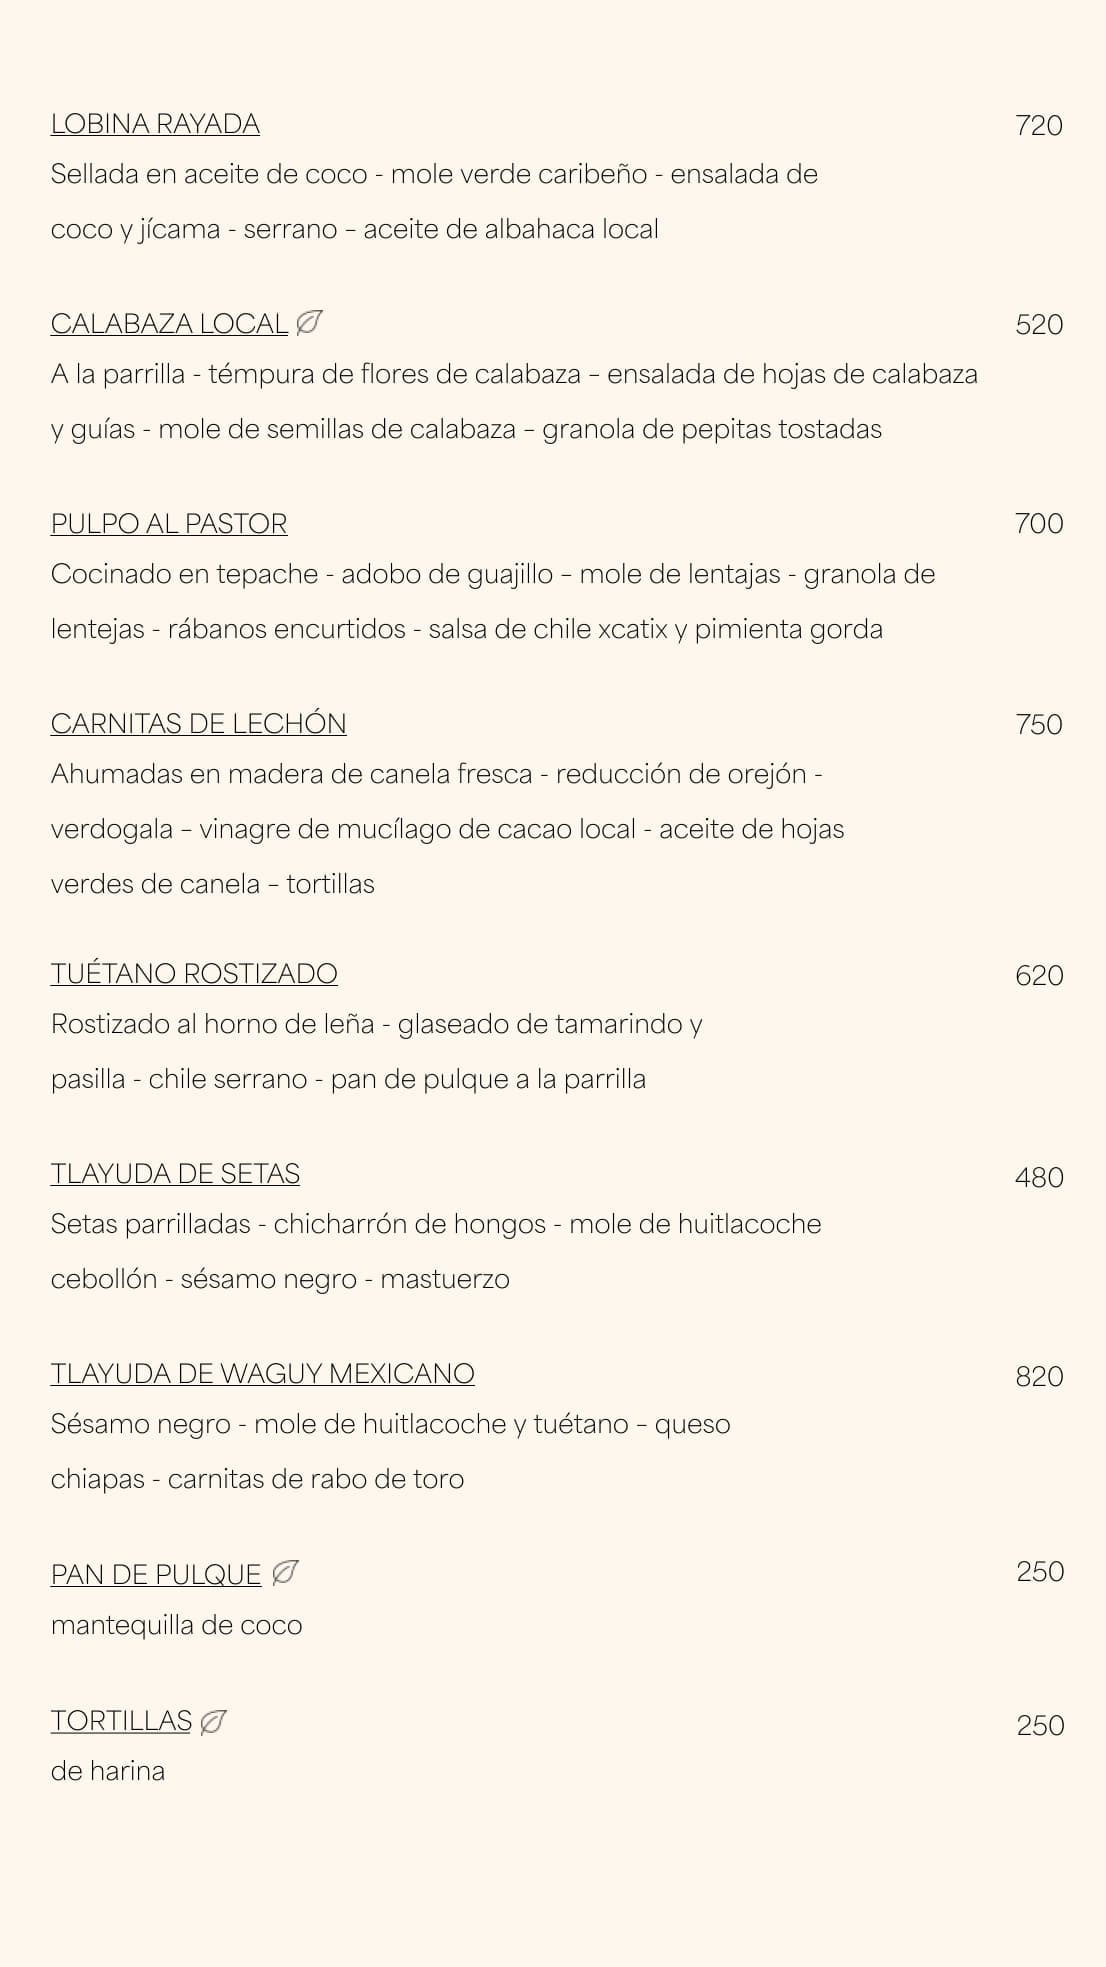 LOBINA RAYADA 720
Sellada en aceite de coco - mole verde caribeño - ensalada de
coco y jícama - serrano – aceite de albahaca local
CALABAZA LOCAL 520
A la parrilla - témpura de flores de calabaza – ensalada de hojas de calabaza
y guías - mole de semillas de calabaza – granola de pepitas tostadas
PULPO AL PASTOR 700
Cocinado en tepache - adobo de guajillo – mole de lentajas - granola de
lentejas - rábanos encurtidos - salsa de chile xcatix y pimienta gorda
CARNITAS DE LECHÓN 750
Ahumadas en madera de canela fresca - reducción de orejón -
verdogala – vinagre de mucílago de cacao local - aceite de hojas
verdes de canela – tortillas
TUÉTANO ROSTIZADO 620
Rostizado al horno de leña - glaseado de tamarindo y
pasilla - chile serrano - pan de pulque a la parrilla
TLAYUDA DE SETAS 480
Setas parrilladas - chicharrón de hongos - mole de huitlacoche
cebollón - sésamo negro - mastuerzo
TLAYUDA DE WAGUY MEXICANO 820
Sésamo negro - mole de huitlacoche y tuétano – queso
chiapas - carnitas de rabo de toro
PAN DE PULQUE 250
mantequilla de coco
TORTILLAS 250
de harina